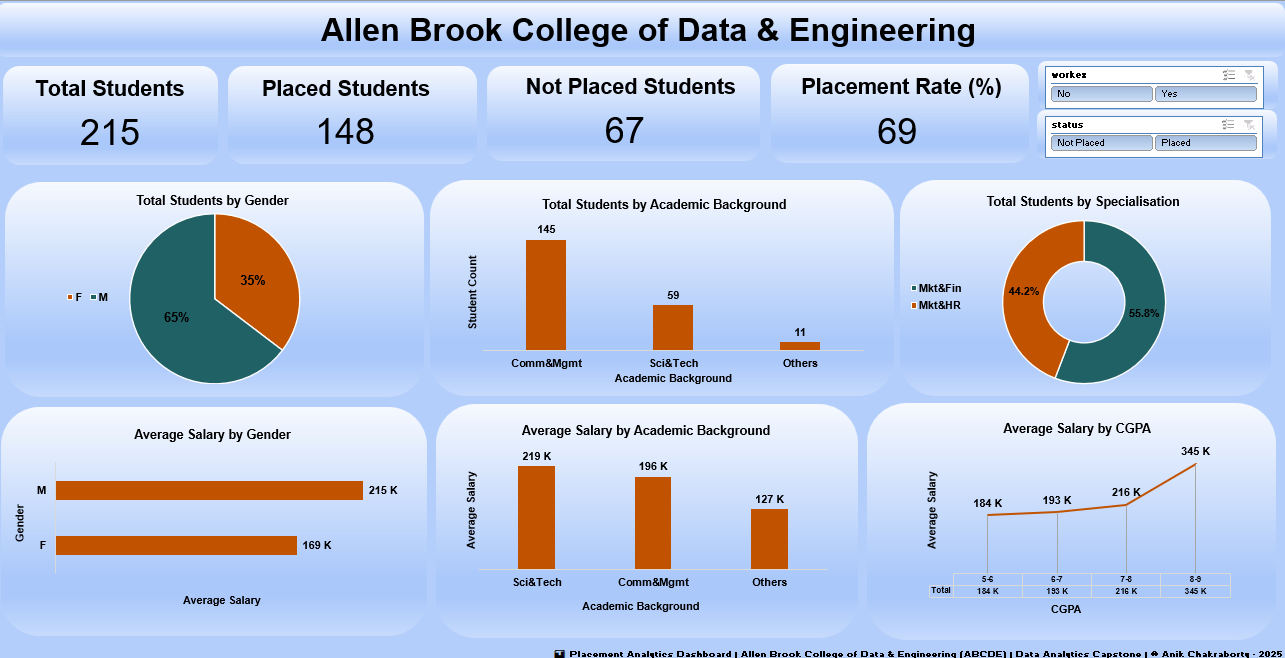 Allen Brook College of Data & Engineering
Total Students
215
Placed Students
148
Not Placed Students
67
Placement Rate (%)
69
workex
No Yes
status
Not Placed Placed
Total Students by Gender
F M
35%
65%
Total Students by Academic Background
Student Count
145
59
11
Comm&Mgmt Sci&Tech Others
Academic Background
Total Students by Specialisation
Mkt&Fin
Mkt&HR
44.2%
55.8%
Average Salary by Gender
Gender
M 215 K
F 169 K
Average Salary
Average Salary by Academic Background
Average Salary
219 K
196 K
127 K
Sci&Tech Comm&Mgmt Others
Academic Background
Average Salary by CGPA
Average Salary
184 K 193 K 216 K 345 K
5-6 6-7 7-8 8-9
Total 184 K 193 K 216 K 345 K
CGPA
Placement Analytics Dashboard | Allen Brook College of Data & Engineering (ABCDE) | Data Analytics Capstone | © Anik Chakraborty - 2025